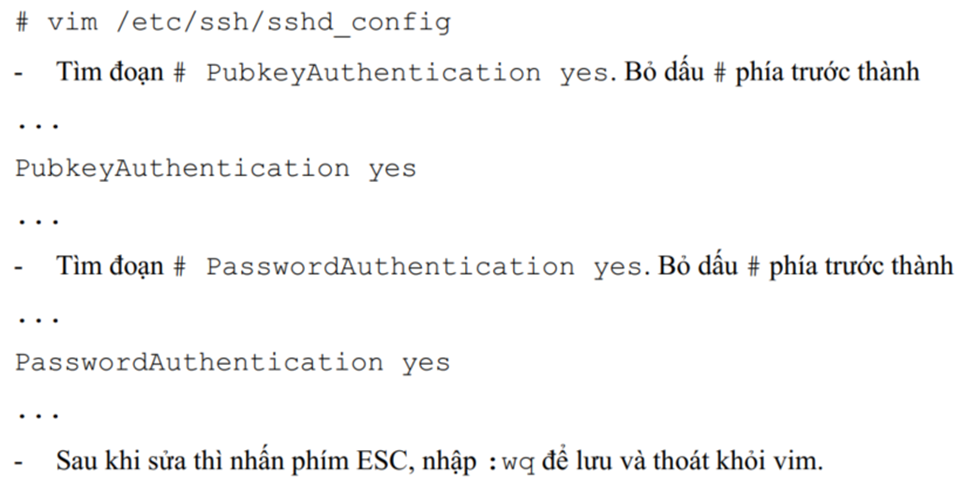 # vim /etc/ssh/sshd_config
- Tìm đoạn # PubkeyAuthentication yes. Bỏ dấu # phía trước thành
...
PubkeyAuthentication yes
...
- Tìm đoạn # PasswordAuthentication yes. Bỏ dấu # phía trước thành
...
PasswordAuthentication yes
...
- Sau khi sửa thì nhấn phím ESC, nhập :wq để lưu và thoát khỏi vim.